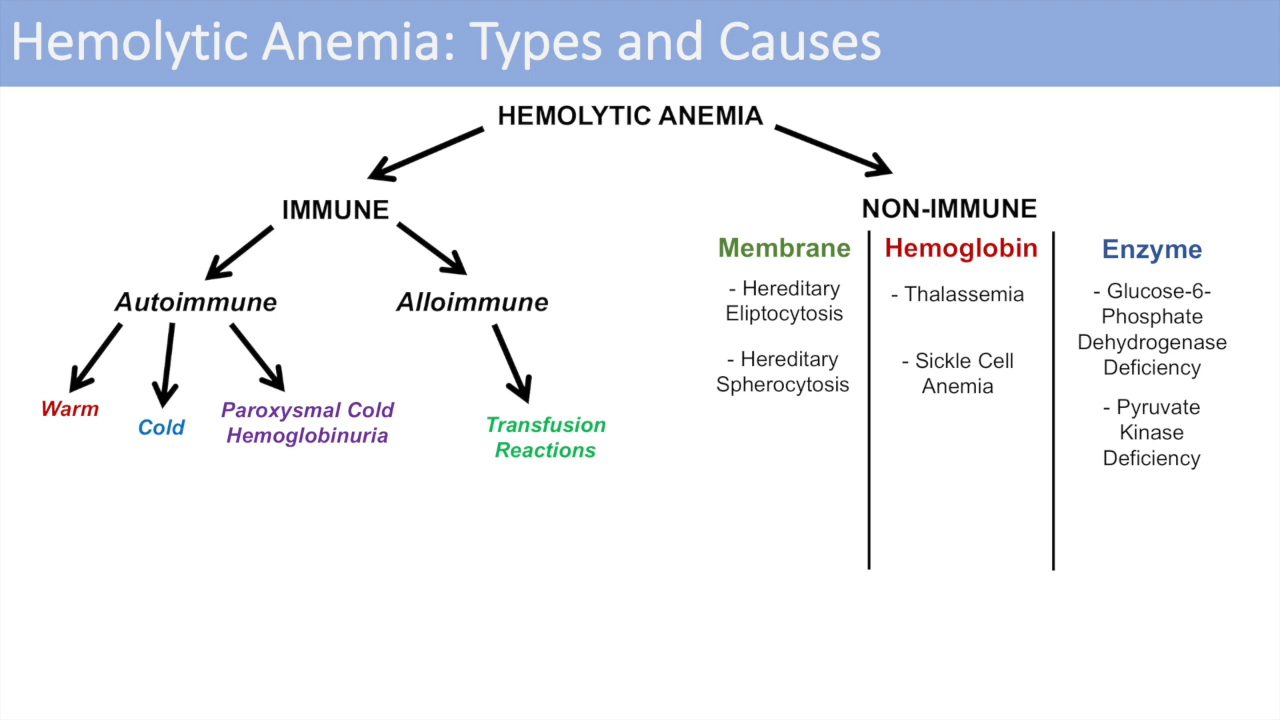 Hemolytic Anemia: Types and Causes
HEMOLYTIC ANEMIA
IMMUNE
Autoimmune
Alloimmune
Warm
Cold
Paroxysmal Cold
Hemoglobinuria
Transfusion
Reactions
NON-IMMUNE
Membrane
- Hereditary
Eliptocytosis
- Hereditary
Spherocytosis
Hemoglobin
- Thalassemia
- Sickle Cell
Anemia
Enzyme
- Glucose-6-
Phosphate
Dehydrogenase
Deficiency
- Pyruvate
Kinase
Deficiency